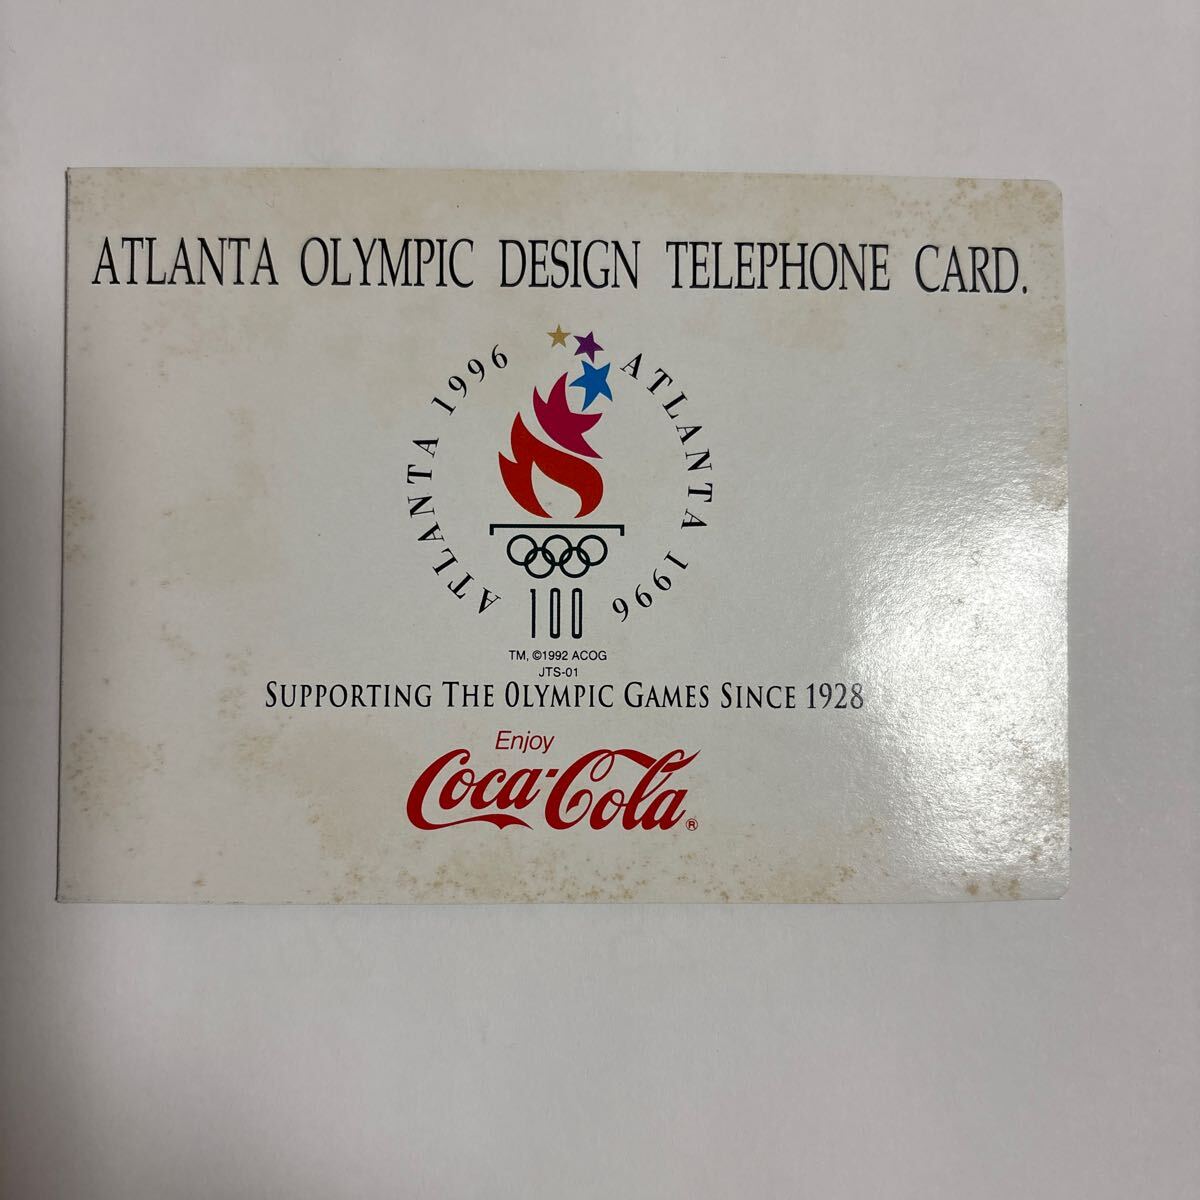 ATLANTA OLYMPIC DESIGN TELEPHONE CARD.
ATLANTA 1996 ATLANTA 1996
100
TM, ©1992 ACOG
JTS-01
SUPPORTING THE OLYMPIC GAMES SINCE 1928
Enjoy
Coca-Cola®